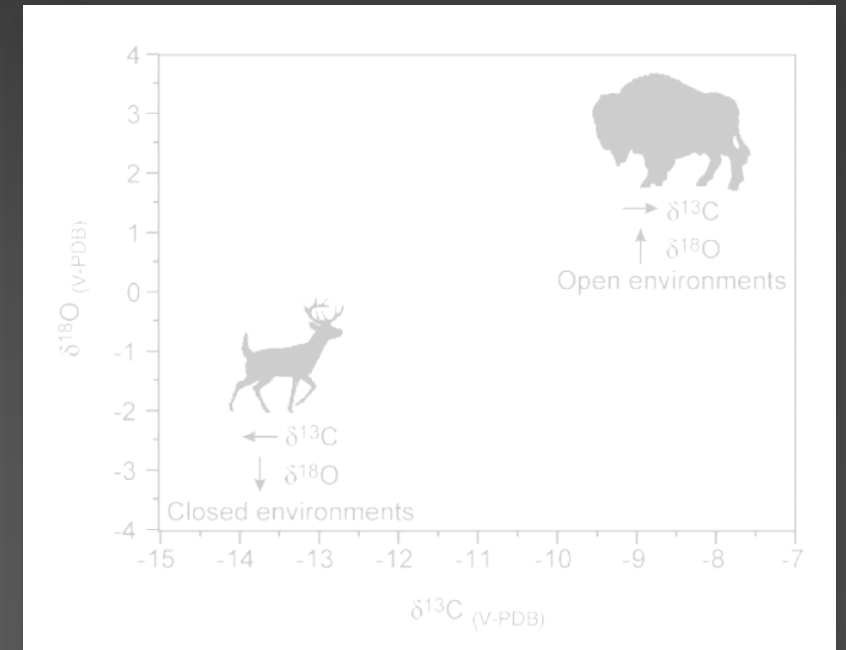 4
3
2
1
0
-1
-2
-3
-4
δ18O (V-PDB)
δ13C
δ18O
Open environments
δ13C
δ18O
Closed environments
-15 -14 -13 -12 -11 -10 -9 -8 -7
δ13C (V-PDB)